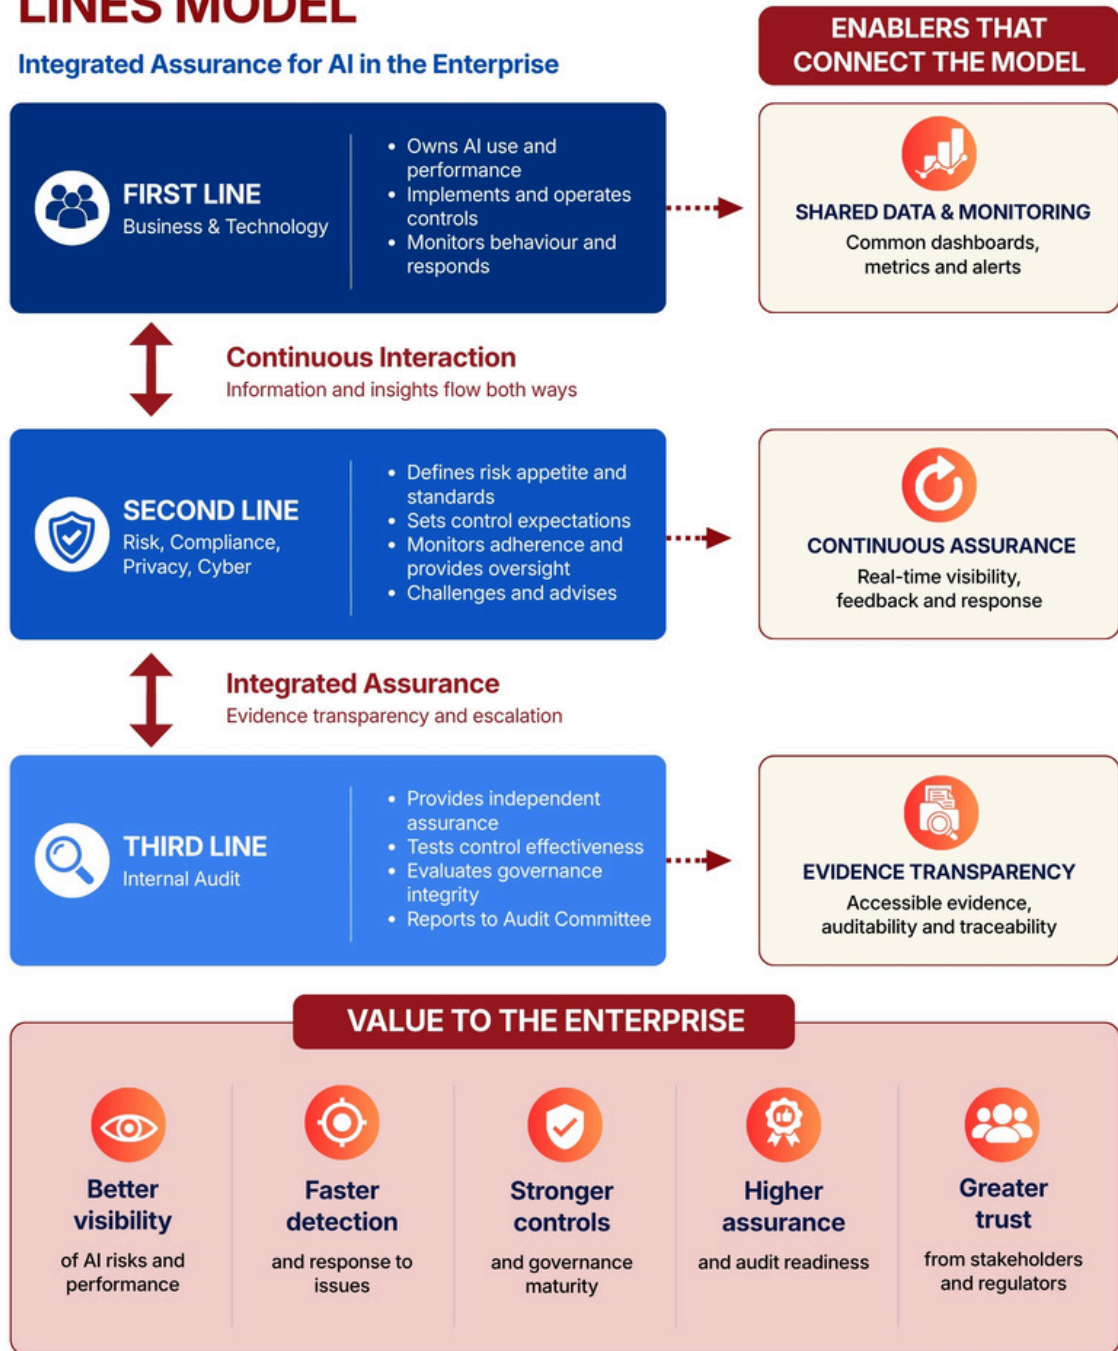 LINES MODEL
Integrated Assurance for AI in the Enterprise
ENABLERS THAT
CONNECT THE MODEL
FIRST LINE
Business & Technology
• Owns AI use and
performance
• Implements and operates
controls
• Monitors behaviour and
responds
SHARED DATA & MONITORING
Common dashboards,
metrics and alerts
Continuous Interaction
Information and insights flow both ways
SECOND LINE
Risk, Compliance,
Privacy, Cyber
• Defines risk appetite and
standards
• Sets control expectations
• Monitors adherence and
provides oversight
• Challenges and advises
CONTINUOUS ASSURANCE
Real-time visibility,
feedback and response
Integrated Assurance
Evidence transparency and escalation
THIRD LINE
Internal Audit
• Provides independent
assurance
• Tests control effectiveness
• Evaluates governance
integrity
• Reports to Audit Committee
EVIDENCE TRANSPARENCY
Accessible evidence,
auditability and traceability
VALUE TO THE ENTERPRISE
Better
visibility
of AI risks and
performance
Faster
detection
and response to
issues
Stronger
controls
and governance
maturity
Higher
assurance
and audit readiness
Greater
trust
from stakeholders
and regulators